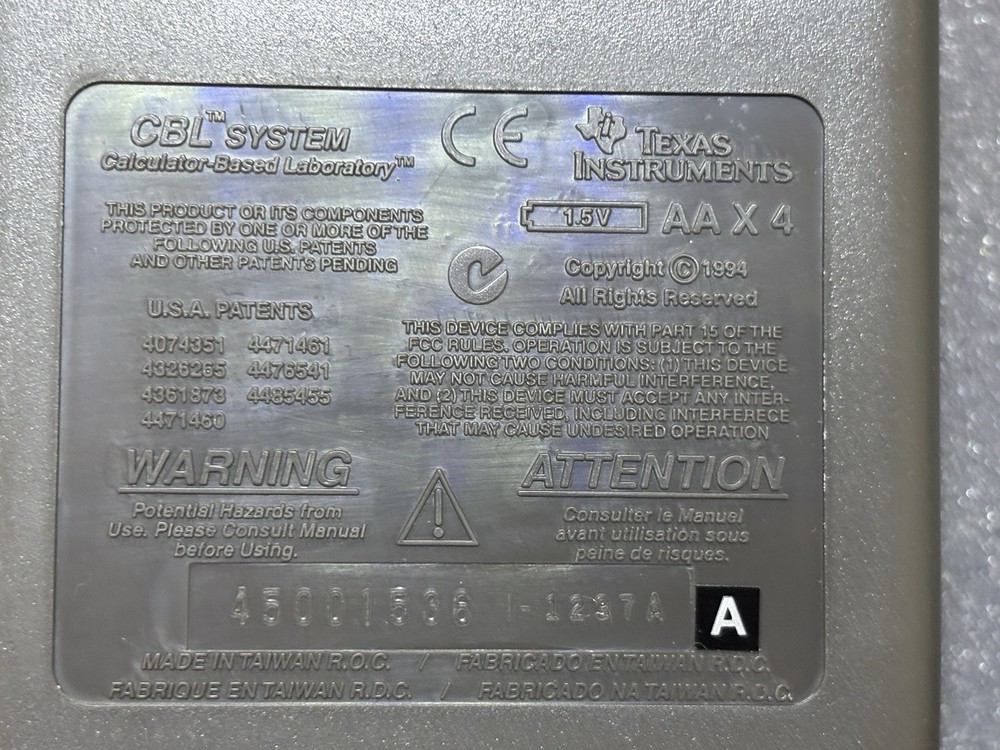 CBL™ SYSTEM
Calculator-Based Laboratory™
CE
TEXAS
INSTRUMENTS
THIS PRODUCT OR ITS COMPONENTS
PROTECTED BY ONE OR MORE OF THE
FOLLOWING U.S. PATENTS
AND OTHER PATENTS PENDING
1.5V AA X 4
Copyright © 1994
All Rights Reserved
U.S.A. PATENTS
4074351 4471461
4326265 4476541
4361873 4485455
4471460
THIS DEVICE COMPLIES WITH PART 15 OF THE
FCC RULES. OPERATION IS SUBJECT TO THE
FOLLOWING TWO CONDITIONS: (1) THIS DEVICE
MAY NOT CAUSE HARMFUL INTERFERENCE,
AND (2) THIS DEVICE MUST ACCEPT ANY INTER-
FERENCE RECEIVED, INCLUDING INTERFERECE
THAT MAY CAUSE UNDESIRED OPERATION
WARNING
Potential Hazards from
Use. Please Consult Manual
before Using.
!
ATTENTION
Consulter le Manuel
avant utilisation sous
peine de risques.
45001536 I-1297A
A
MADE IN TAIWAN R.O.C. / FABRICADO EN TAIWAN R.D.C.
FABRIQUE EN TAIWAN R.D.C. / FABRICADO NA TAIWAN R.D.C.